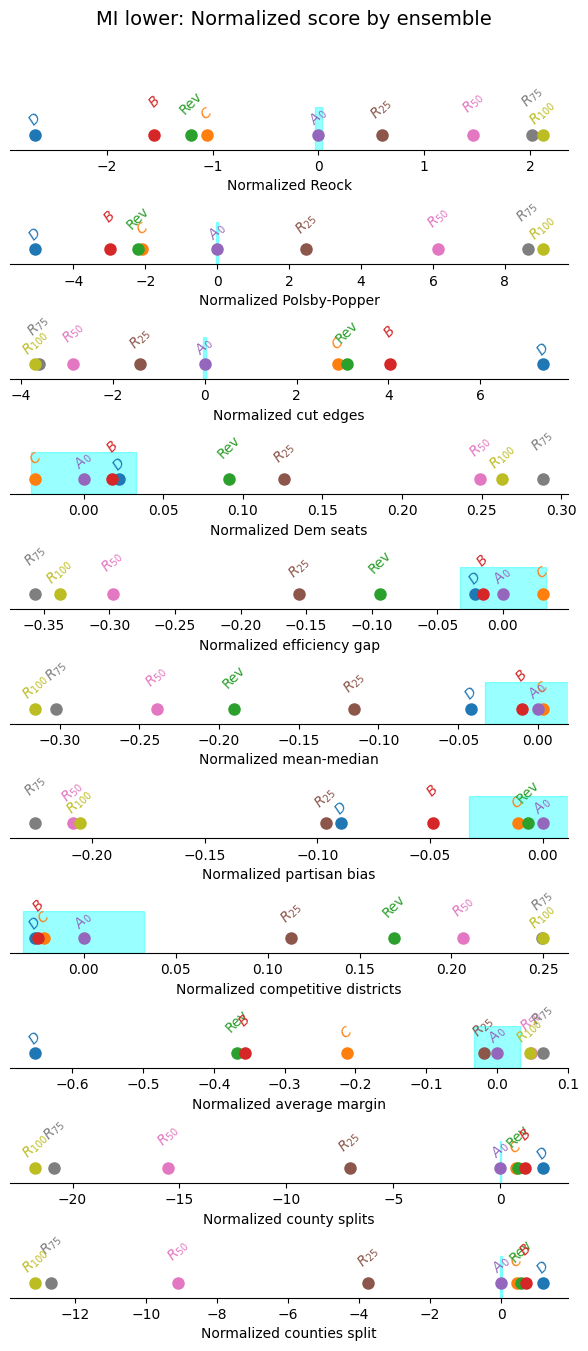 MI lower: Normalized score by ensemble
D B Rev C A₀ R₂₅ R₅₀ R₇₅ R₁₀₀
−2 −1 0 1 2
Normalized Reock
D B Rev C A₀ R₂₅ R₅₀ R₇₅ R₁₀₀
−4 −2 0 2 4 6 8
Normalized Polsby-Popper
R₁₀₀ R₇₅ R₅₀ R₂₅ A₀ C Rev B D
−4 −2 0 2 4 6
Normalized cut edges
C A₀ B D Rev R₂₅ R₅₀ R₁₀₀ R₇₅
0.00 0.05 0.10 0.15 0.20 0.25 0.30
Normalized Dem seats
R₇₅ R₁₀₀ R₅₀ R₂₅ Rev D B A₀ C
−0.35 −0.30 −0.25 −0.20 −0.15 −0.10 −0.05 0.00
Normalized efficiency gap
R₁₀₀ R₇₅ R₅₀ Rev R₂₅ D B A₀ C
−0.30 −0.25 −0.20 −0.15 −0.10 −0.05 0.00
Normalized mean-median
R₇₅ R₅₀ R₁₀₀ R₂₅ D B C Rev A₀
−0.20 −0.15 −0.10 −0.05 0.00
Normalized partisan bias
D B C A₀ R₂₅ Rev R₅₀ R₇₅ R₁₀₀
0.00 0.05 0.10 0.15 0.20 0.25
Normalized competitive districts
D Rev B C R₂₅ A₀ R₅₀ R₁₀₀ R₇₅
−0.6 −0.5 −0.4 −0.3 −0.2 −0.1 0.0 0.1
Normalized average margin
R₁₀₀ R₇₅ R₅₀ R₂₅ A₀ C Rev B D
−20 −15 −10 −5 0
Normalized county splits
R₁₀₀ R₇₅ R₅₀ R₂₅ A₀ C Rev B D
−12 −10 −8 −6 −4 −2 0
Normalized counties split